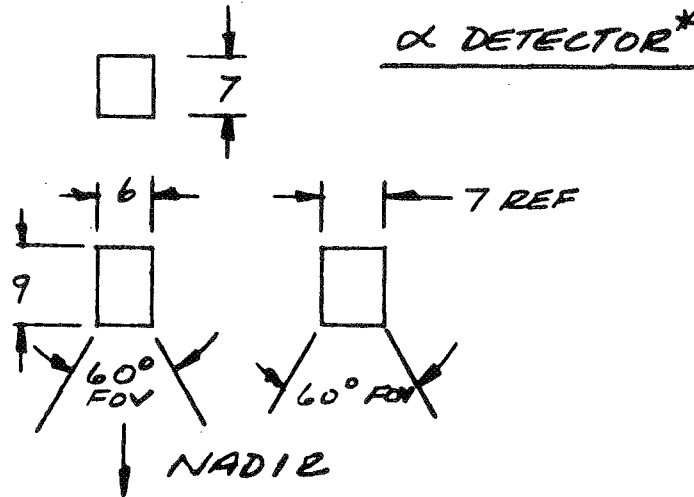 α DETECTOR*
7
6
7 REF
9
60° FOV
60° FOV
NADIR